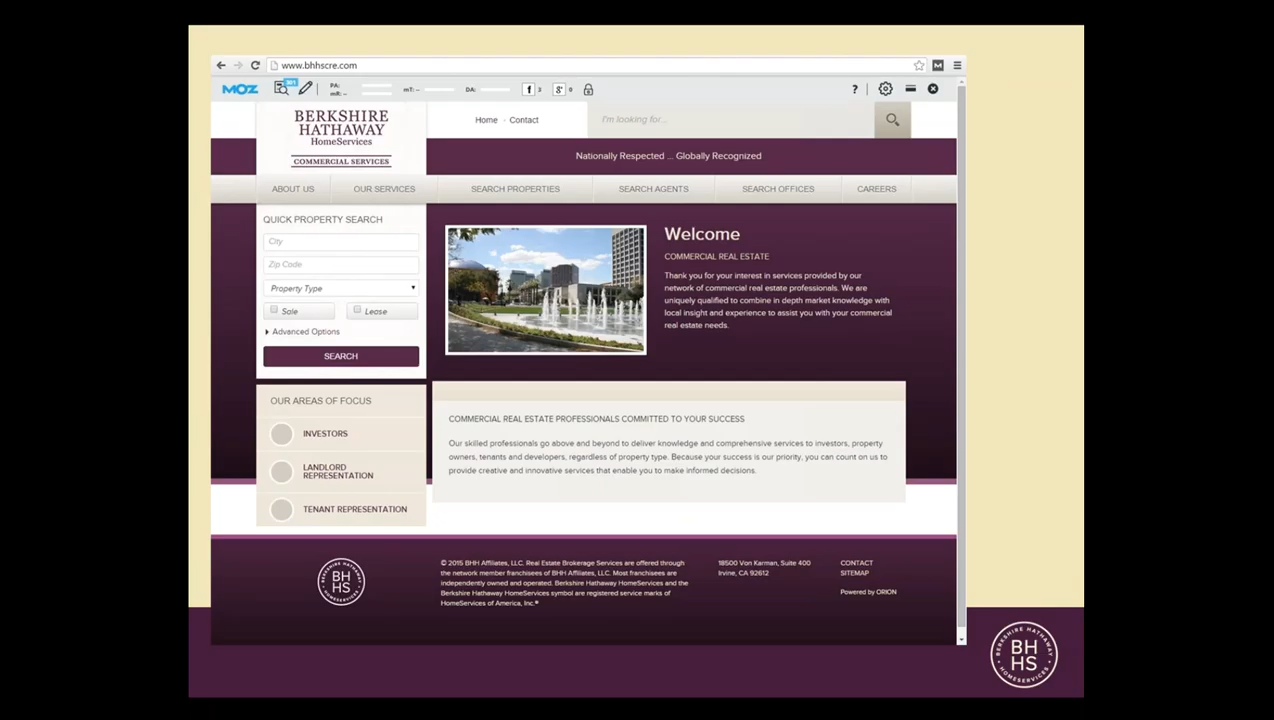 www.bhhscre.com
MOZ
301
PA:
mR: --
mT: --
DA:
f 3
g+ 0
?
BERKSHIRE
HATHAWAY
HomeServices
COMMERCIAL SERVICES
Home - Contact
I'm looking for...
Nationally Respected ... Globally Recognized
ABOUT US
OUR SERVICES
SEARCH PROPERTIES
SEARCH AGENTS
SEARCH OFFICES
CAREERS
QUICK PROPERTY SEARCH
City
Zip Code
Property Type
Sale
Lease
Advanced Options
SEARCH
Welcome
COMMERCIAL REAL ESTATE
Thank you for your interest in services provided by our
network of commercial real estate professionals. We are
uniquely qualified to combine in depth market knowledge with
local insight and experience to assist you with your commercial
real estate needs.
OUR AREAS OF FOCUS
INVESTORS
LANDLORD
REPRESENTATION
TENANT REPRESENTATION
COMMERCIAL REAL ESTATE PROFESSIONALS COMMITTED TO YOUR SUCCESS
Our skilled professionals go above and beyond to deliver knowledge and comprehensive services to investors, property
owners, tenants and developers, regardless of property type. Because your success is our priority, you can count on us to
provide creative and innovative services that enable you to make informed decisions.
BERKSHIRE HATHAWAY
BH
HS
HOMESERVICES
© 2015 BHH Affiliates, LLC. Real Estate Brokerage Services are offered through
the network member franchisees of BHH Affiliates, LLC. Most franchisees are
independently owned and operated. Berkshire Hathaway HomeServices and the
Berkshire Hathaway HomeServices symbol are registered service marks of
HomeServices of America, Inc.®
18500 Von Karman, Suite 400
Irvine, CA 92612
CONTACT
SITEMAP
Powered by ORION
BERKSHIRE HATHAWAY
BH
HS
HOMESERVICES